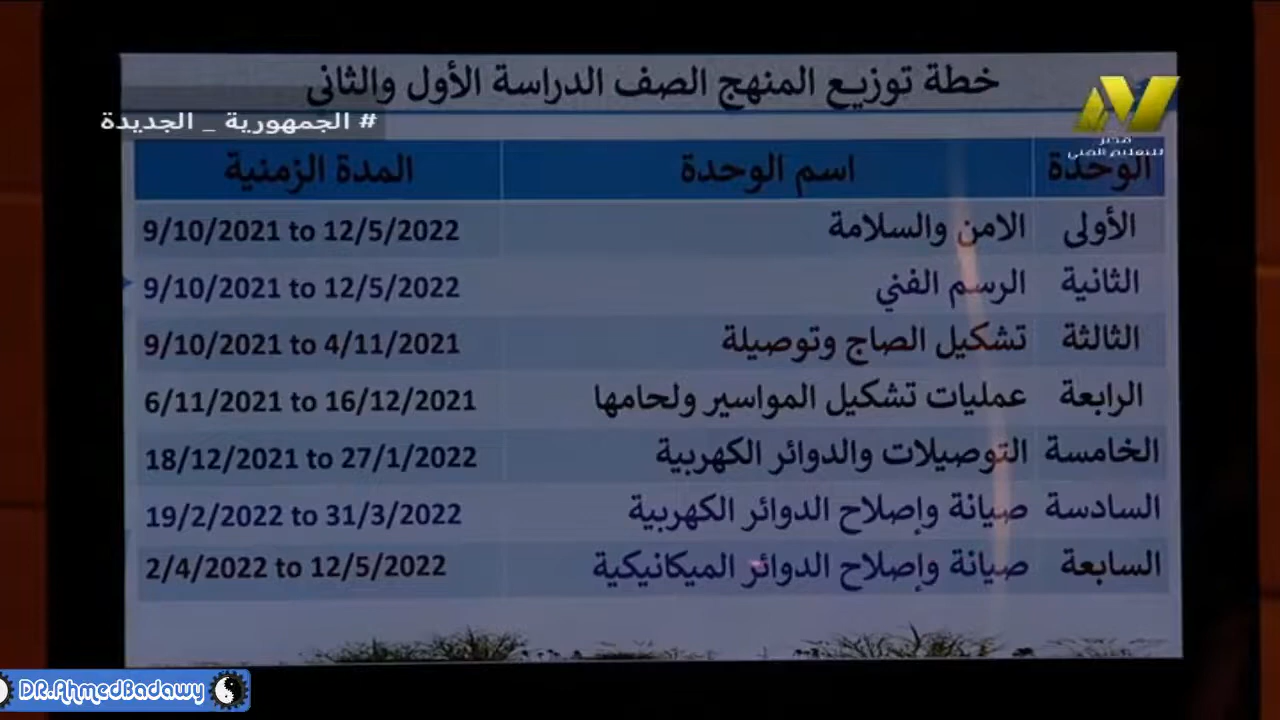 خطة توزيع المنهج الصف الدراسة الأول والثانى
# الجمهورية _ الجديدة
مصر
للتعليم الفني
الوحدة اسم الوحدة المدة الزمنية
الأولى الامن والسلامة 9/10/2021 to 12/5/2022
الثانية الرسم الفني 9/10/2021 to 12/5/2022
الثالثة تشكيل الصاج وتوصيلة 9/10/2021 to 4/11/2021
الرابعة عمليات تشكيل المواسير ولحامها 6/11/2021 to 16/12/2021
الخامسة التوصيلات والدوائر الكهربية 18/12/2021 to 27/1/2022
السادسة صيانة وإصلاح الدوائر الكهربية 19/2/2022 to 31/3/2022
السابعة صيانة وإصلاح الدوائر الميكانيكية 2/4/2022 to 12/5/2022
DR.AhmedBadawy